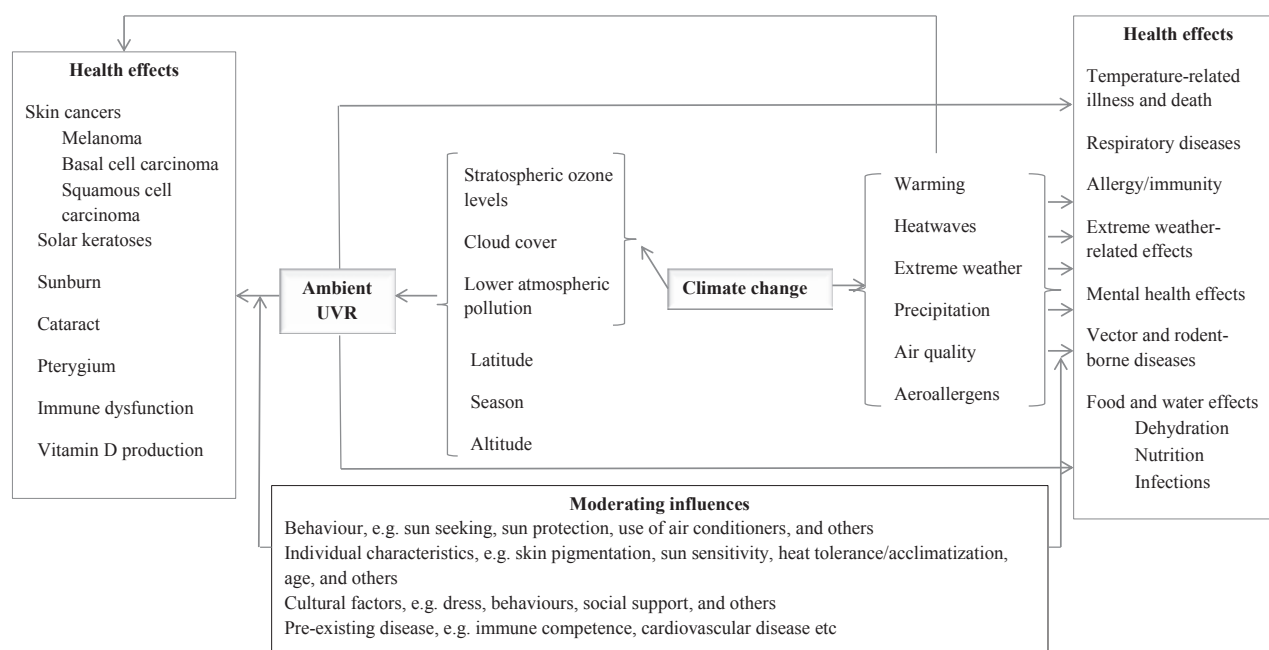 Health effects
Skin cancers
Melanoma
Basal cell carcinoma
Squamous cell
carcinoma
Solar keratoses
Sunburn
Cataract
Pterygium
Immune dysfunction
Vitamin D production
Ambient
UVR
Stratospheric ozone
levels
Cloud cover
Lower atmospheric
pollution
Latitude
Season
Altitude
Climate change
Warming
Heatwaves
Extreme weather
Precipitation
Air quality
Aeroallergens
Health effects
Temperature-related
illness and death
Respiratory diseases
Allergy/immunity
Extreme weather-
related effects
Mental health effects
Vector and rodent-
borne diseases
Food and water effects
Dehydration
Nutrition
Infections
Moderating influences
Behaviour, e.g. sun seeking, sun protection, use of air conditioners, and others
Individual characteristics, e.g. skin pigmentation, sun sensitivity, heat tolerance/acclimatization,
age, and others
Cultural factors, e.g. dress, behaviours, social support, and others
Pre-existing disease, e.g. immune competence, cardiovascular disease etc